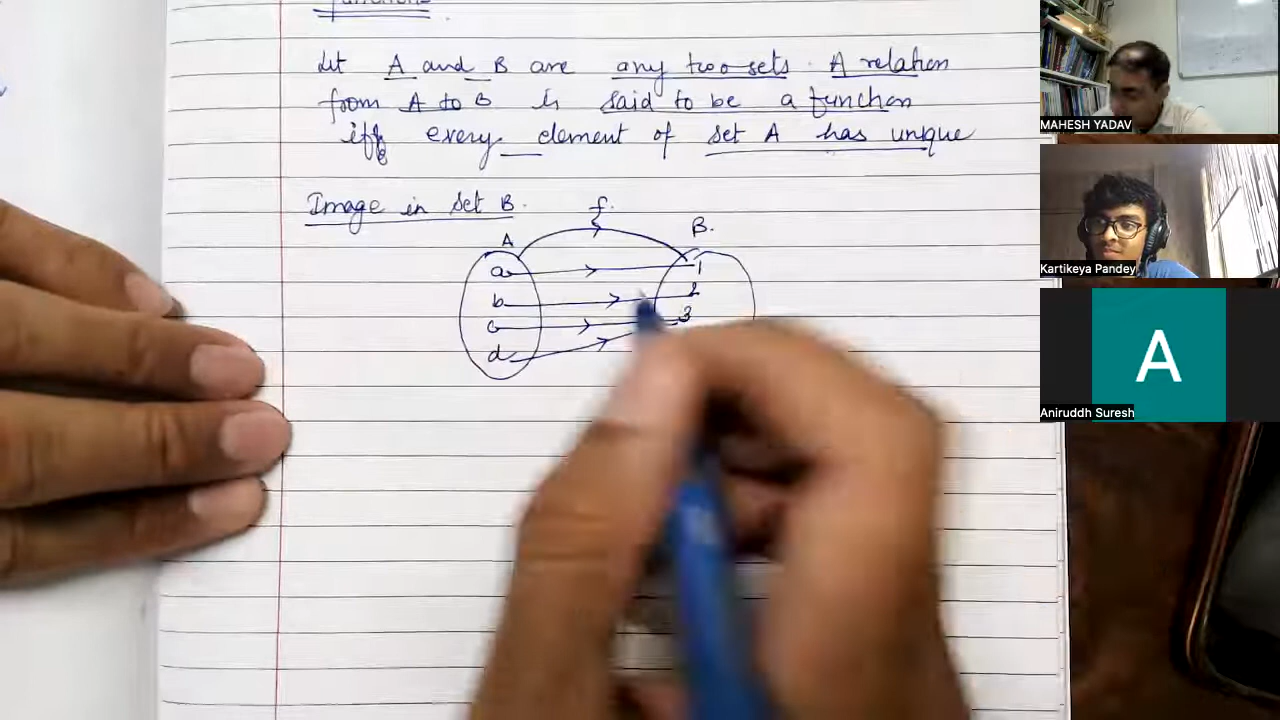 Functions
Let A and B are any two sets. A relation
from A to B is said to be a function
iff every element of set A has unique
Image in set B.
f.
A
B.
a
1
b
2
c
3
d
MAHESH YADAV
Kartikeya Pandey
A
Aniruddh Suresh